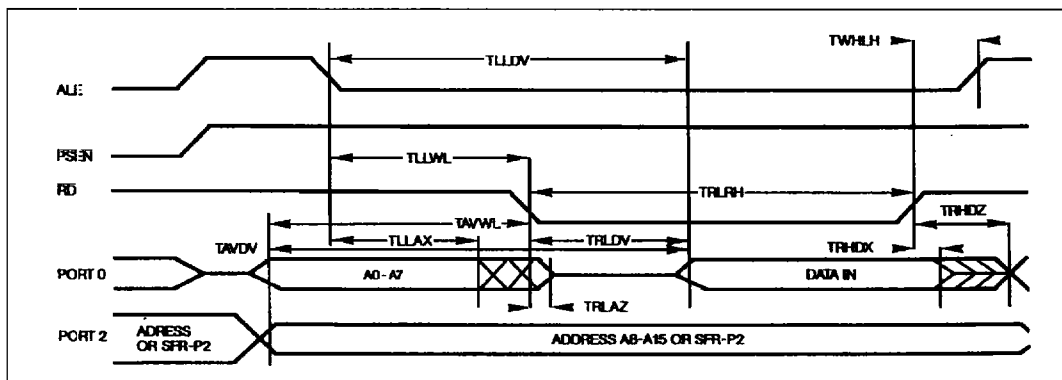 TWHLH
TLLDV
ALE
PSEN
TLLWL
RD
TRLRH
TAVWL
TRHDZ
TAVDV
TLLAX
TRLDV
TRHDX
PORT 0
A0 - A7
DATA IN
TRLAZ
PORT 2
ADRESS
OR SFR-P2
ADDRESS A8-A15 OR SFR-P2